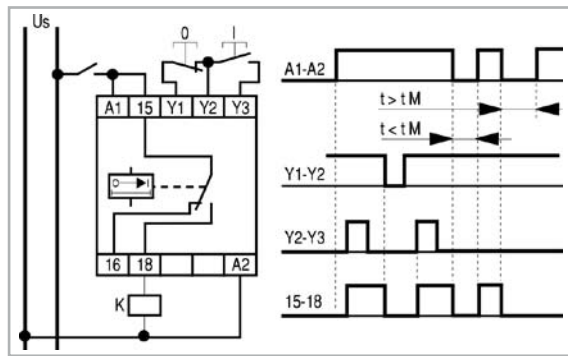 Us
0 I
A1 15 Y1 Y2 Y3
0 I
16 18 A2
K
A1-A2
t > tM
t < tM
Y1-Y2
Y2-Y3
15-18